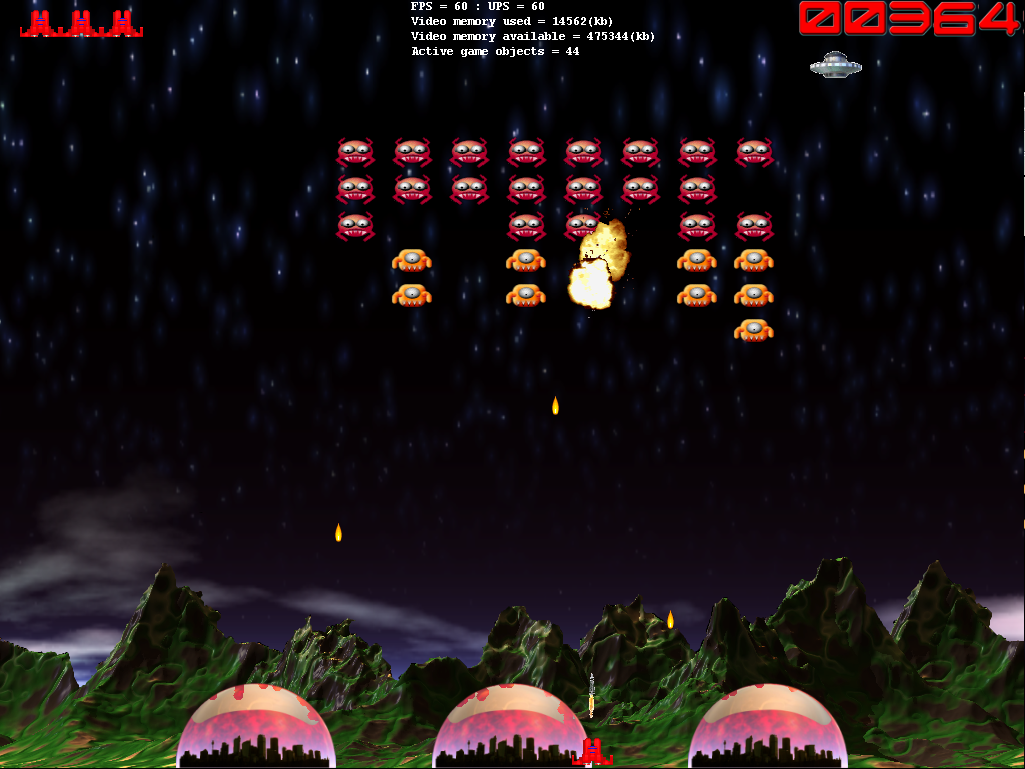 FPS = 60 : UPS = 60
Video memory used = 14562(kb)
Video memory available = 475344(kb)
Active game objects = 44
00364